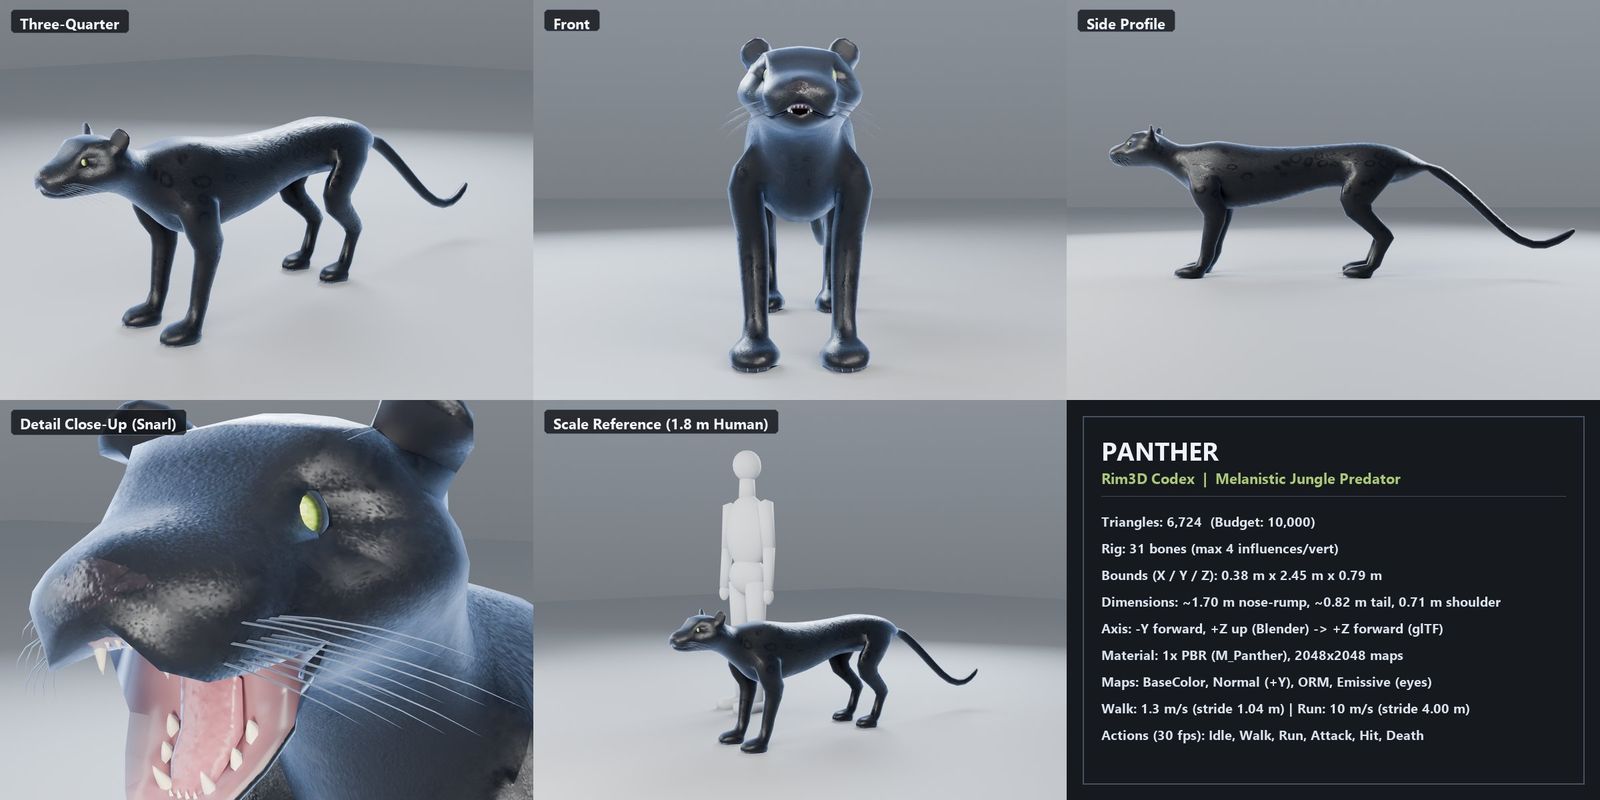 Three-Quarter
Front
Side Profile
Detail Close-Up (Snarl)
Scale Reference (1.8 m Human)
PANTHER
Rim3D Codex | Melanistic Jungle Predator
Triangles: 6,724 (Budget: 10,000)
Rig: 31 bones (max 4 influences/vert)
Bounds (X / Y / Z): 0.38 m x 2.45 m x 0.79 m
Dimensions: ~1.70 m nose-rump, ~0.82 m tail, 0.71 m shoulder
Axis: -Y forward, +Z up (Blender) -> +Z forward (glTF)
Material: 1x PBR (M_Panther), 2048x2048 maps
Maps: BaseColor, Normal (+Y), ORM, Emissive (eyes)
Walk: 1.3 m/s (stride 1.04 m) | Run: 10 m/s (stride 4.00 m)
Actions (30 fps): Idle, Walk, Run, Attack, Hit, Death